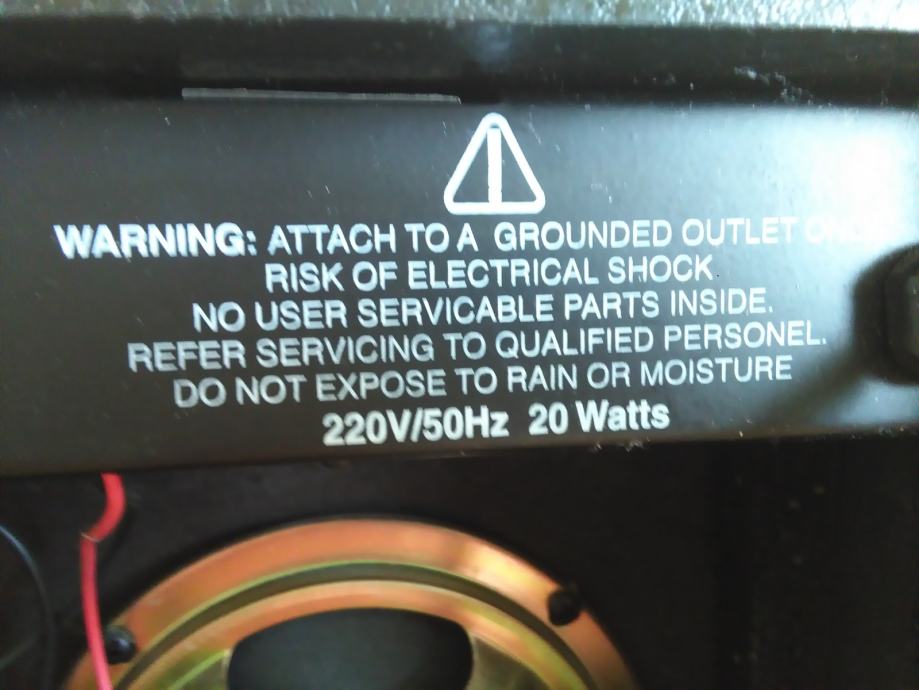 WARNING: ATTACH TO A GROUNDED OUTLET ONLY
RISK OF ELECTRICAL SHOCK
NO USER SERVICABLE PARTS INSIDE.
REFER SERVICING TO QUALIFIED PERSONEL.
DO NOT EXPOSE TO RAIN OR MOISTURE
220V/50Hz 20 Watts